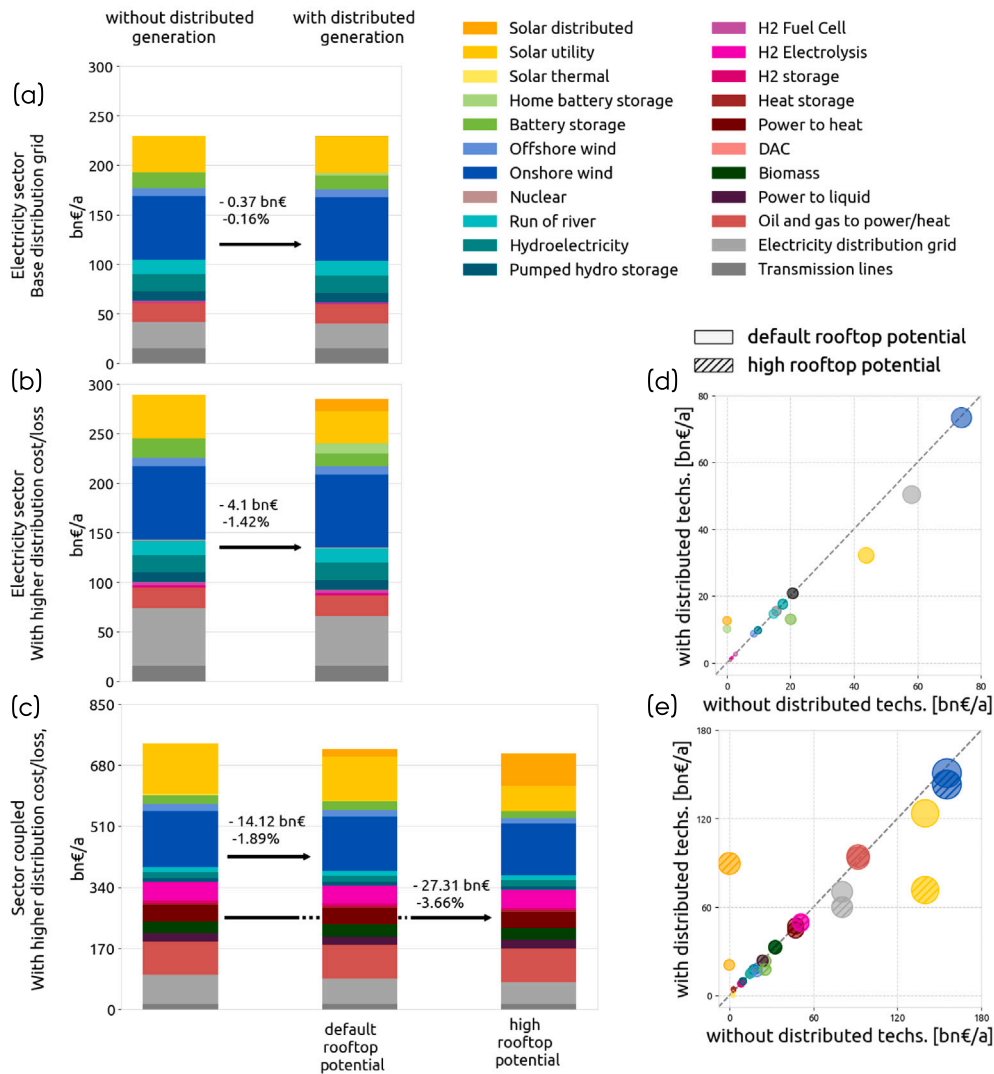 without distributed
generation
with distributed
generation
(a)
Electricity sector
Base distribution grid
bn€/a
300
250
200
150
100
50
0
- 0.37 bn€
-0.16%
Solar distributed
Solar utility
Solar thermal
Home battery storage
Battery storage
Offshore wind
Onshore wind
Nuclear
Run of river
Hydroelectricity
Pumped hydro storage
H2 Fuel Cell
H2 Electrolysis
H2 storage
Heat storage
Power to heat
DAC
Biomass
Power to liquid
Oil and gas to power/heat
Electricity distribution grid
Transmission lines
default rooftop potential
high rooftop potential
(b)
Electricity sector
With higher distribution cost/loss
bn€/a
300
250
200
150
100
50
0
- 4.1 bn€
-1.42%
(d)
with distributed techs. [bn€/a]
80
60
40
20
0
0
20
40
60
80
without distributed techs. [bn€/a]
(c)
Sector coupled
With higher distribution cost/loss,
bn€/a
850
680
510
340
170
0
- 14.12 bn€
-1.89%
- 27.31 bn€
-3.66%
default
rooftop
potential
high
rooftop
potential
(e)
with distributed techs. [bn€/a]
180
120
60
0
0
60
120
180
without distributed techs. [bn€/a]